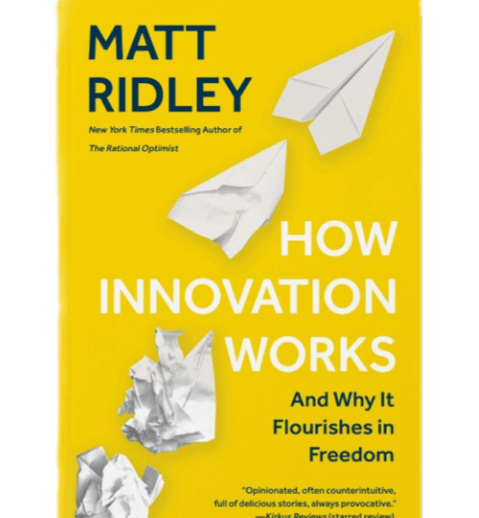 MATT
RIDLEY
New York Times Bestselling Author of
The Rational Optimist
HOW
INNOVATION
WORKS
And Why It
Flourishes in
Freedom
"Opinionated, often counterintuitive,
full of delicious stories, always provocative."
—Kirkus Reviews (starred review)